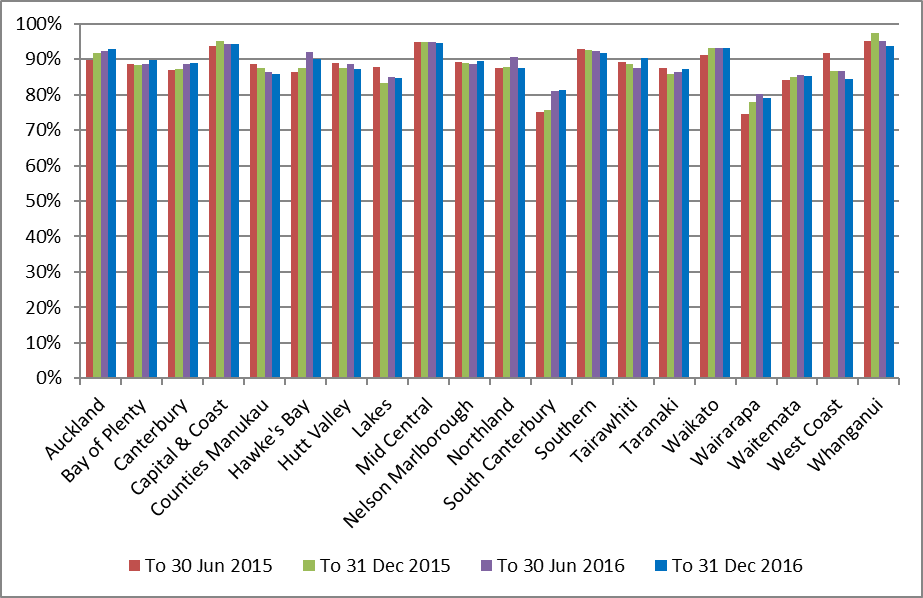 100%
90%
80%
70%
60%
50%
40%
30%
20%
10%
0%
Auckland
Bay of Plenty
Canterbury
Capital & Coast
Counties Manukau
Hawke's Bay
Hutt Valley
Lakes
Mid Central
Nelson Marlborough
Northland
South Canterbury
Southern
Tairawhiti
Taranaki
Waikato
Wairarapa
Waitemata
West Coast
Whanganui
To 30 Jun 2015 To 31 Dec 2015 To 30 Jun 2016 To 31 Dec 2016